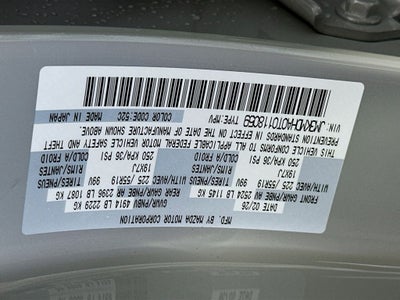 MFD BY MAZDA MOTOR CORPORATION
02/26 GVWR/PNBV 4914 LB 2229 KG
FRONT GAWR/PNBE AV 2524 LB 1145 KG REAR GAWR/PNBE AR 2396 LB 1087 KG
WITH/AVEC 225 /55R19 99V TIRES/PNEUS WITH/AVEC 225 /55R19 99V TIRES/PNEUS
19X7J RIMS/JANTES 19X7J RIMS/JANTES
250 KPA/36 PSI COLD/A FROID 250 KPA/36 PSI COLD/A FROID
THIS VEHICLE CONFORMS TO ALL APPLICABLE FEDERAL MOTOR VEHICLE SAFETY AND THEFT
PREVENTION STANDARDS IN EFFECT ON THE DATE OF MANUFACTURE SHOWN ABOVE.
VIN: TYPE:MPV COLOR CODE:52C MADE IN JAPAN